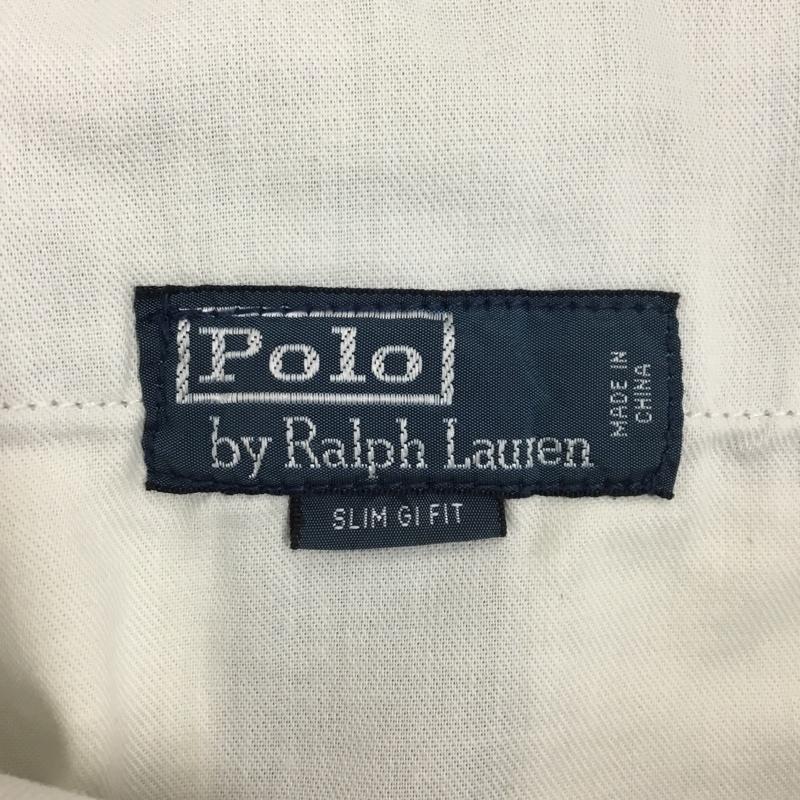 Polo
by Ralph Lauren
MADE IN
CHINA
SLIM GI FIT